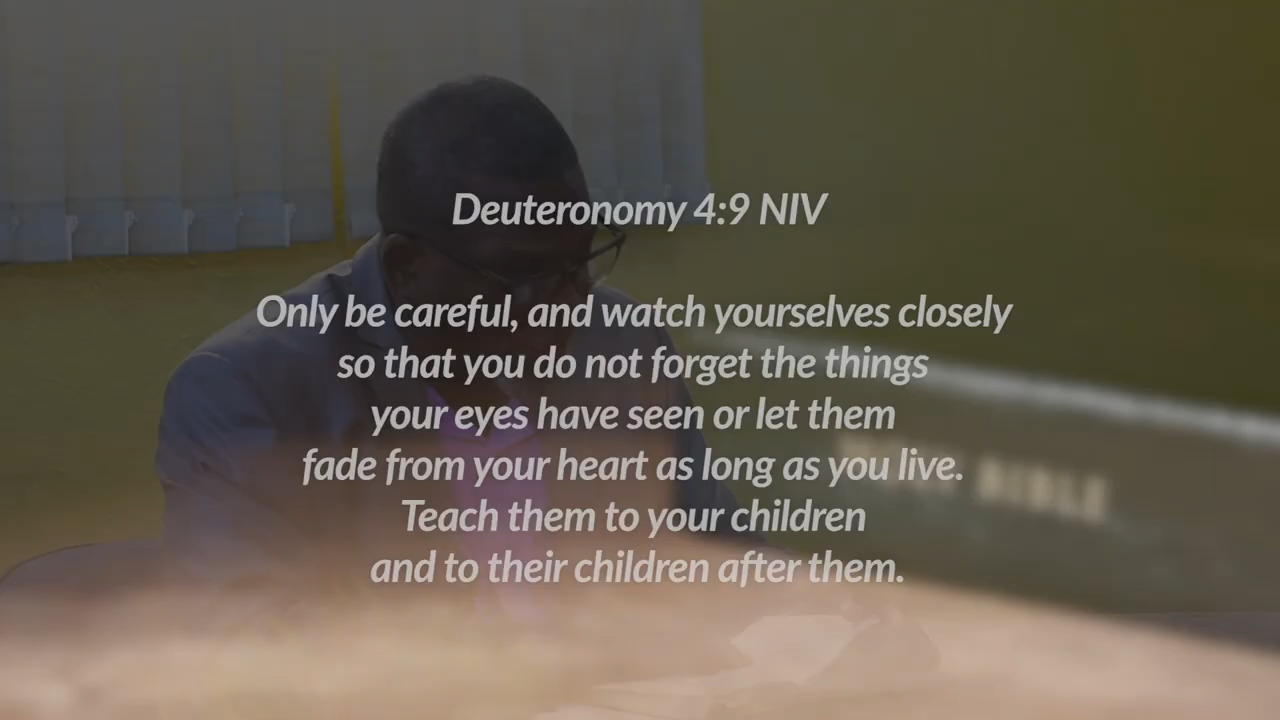 Deuteronomy 4:9 NIV
Only be careful, and watch yourselves closely
so that you do not forget the things
your eyes have seen or let them
fade from your heart as long as you live.
Teach them to your children
and to their children after them.
HOLY BIBLE